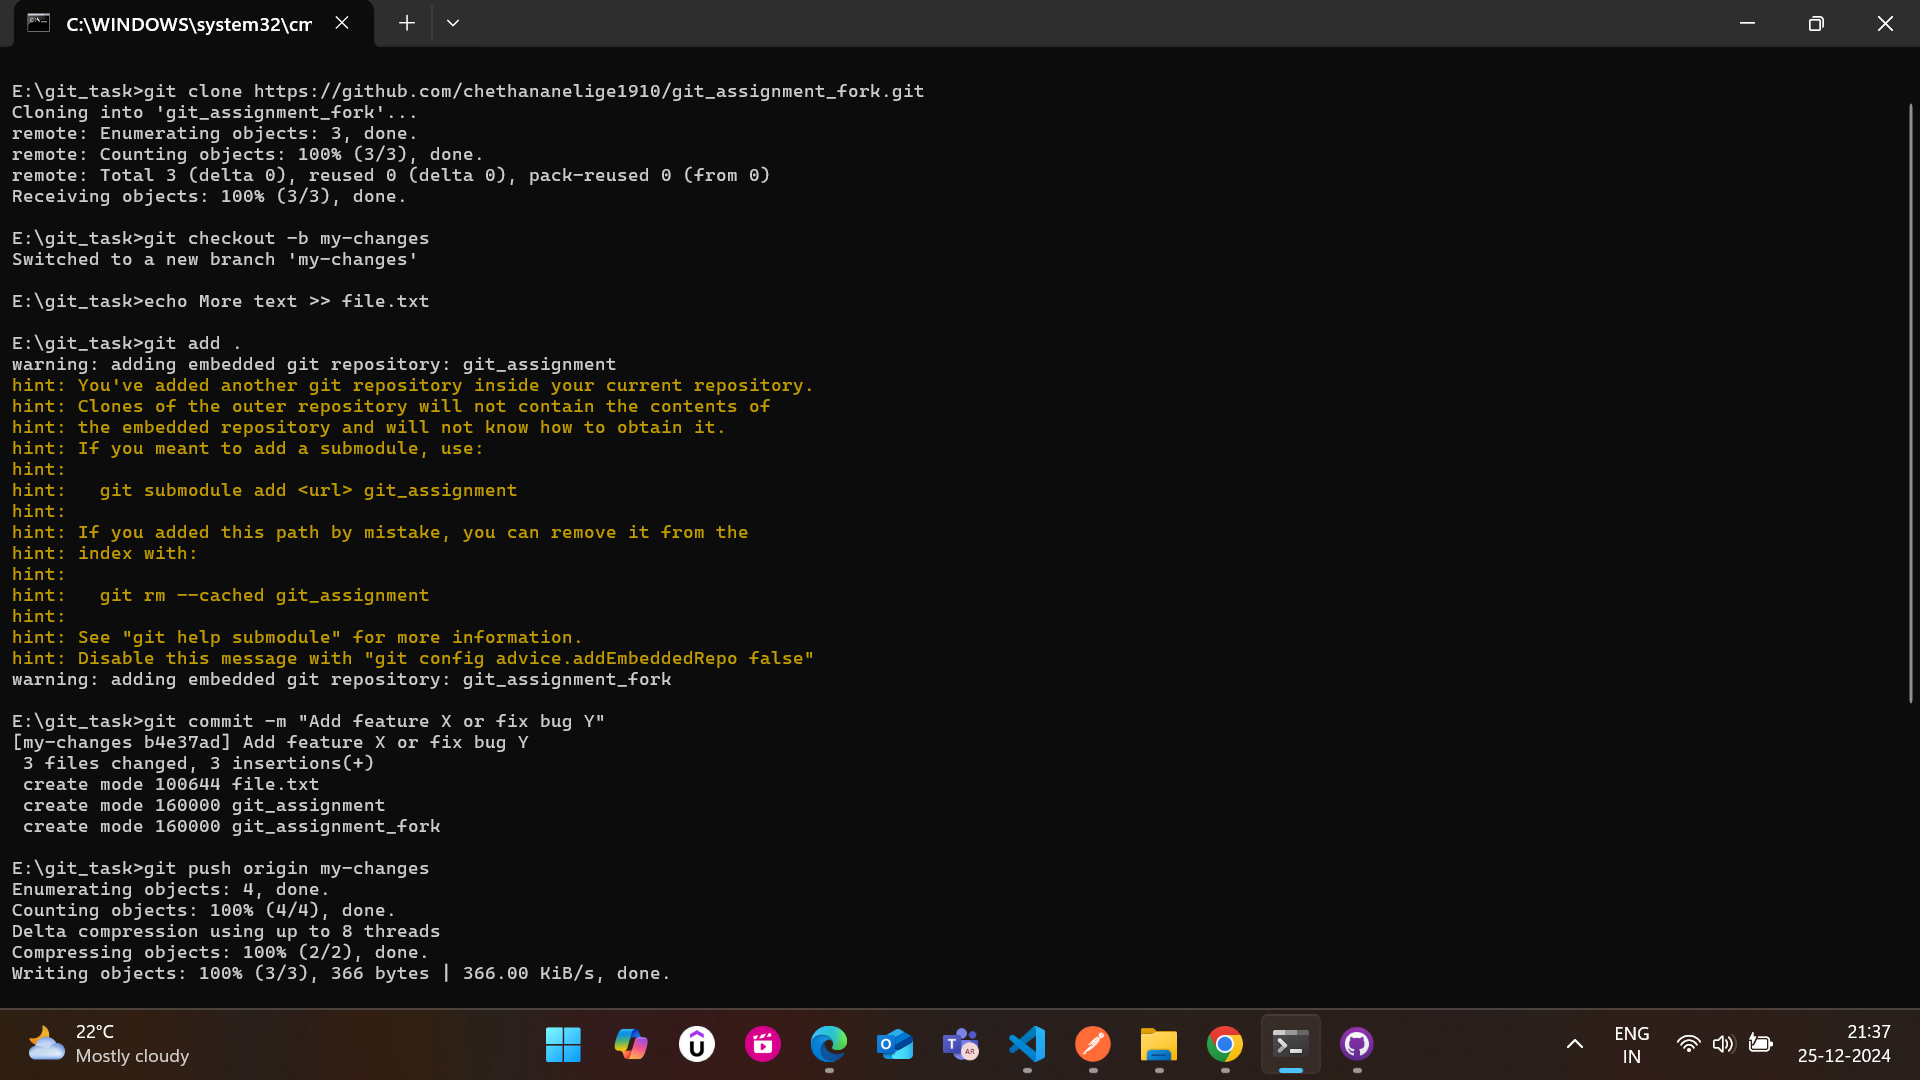 C:\WINDOWS\system32\cm
E:\git_task>git clone https://github.com/chethananelige1910/git_assignment_fork.git
Cloning into 'git_assignment_fork'...
remote: Enumerating objects: 3, done.
remote: Counting objects: 100% (3/3), done.
remote: Total 3 (delta 0), reused 0 (delta 0), pack-reused 0 (from 0)
Receiving objects: 100% (3/3), done.
E:\git_task>git checkout -b my-changes
Switched to a new branch 'my-changes'
E:\git_task>echo More text >> file.txt
E:\git_task>git add .
warning: adding embedded git repository: git_assignment
hint: You've added another git repository inside your current repository.
hint: Clones of the outer repository will not contain the contents of
hint: the embedded repository and will not know how to obtain it.
hint: If you meant to add a submodule, use:
hint:
hint:   git submodule add <url> git_assignment
hint:
hint: If you added this path by mistake, you can remove it from the
hint: index with:
hint:
hint:   git rm --cached git_assignment
hint:
hint: See "git help submodule" for more information.
hint: Disable this message with "git config advice.addEmbeddedRepo false"
warning: adding embedded git repository: git_assignment_fork
E:\git_task>git commit -m "Add feature X or fix bug Y"
[my-changes b4e37ad] Add feature X or fix bug Y
 3 files changed, 3 insertions(+)
 create mode 100644 file.txt
 create mode 160000 git_assignment
 create mode 160000 git_assignment_fork
E:\git_task>git push origin my-changes
Enumerating objects: 4, done.
Counting objects: 100% (4/4), done.
Delta compression using up to 8 threads
Compressing objects: 100% (2/2), done.
Writing objects: 100% (3/3), 366 bytes | 366.00 KiB/s, done.
22°C
Mostly cloudy
ENG
IN
21:37
25-12-2024